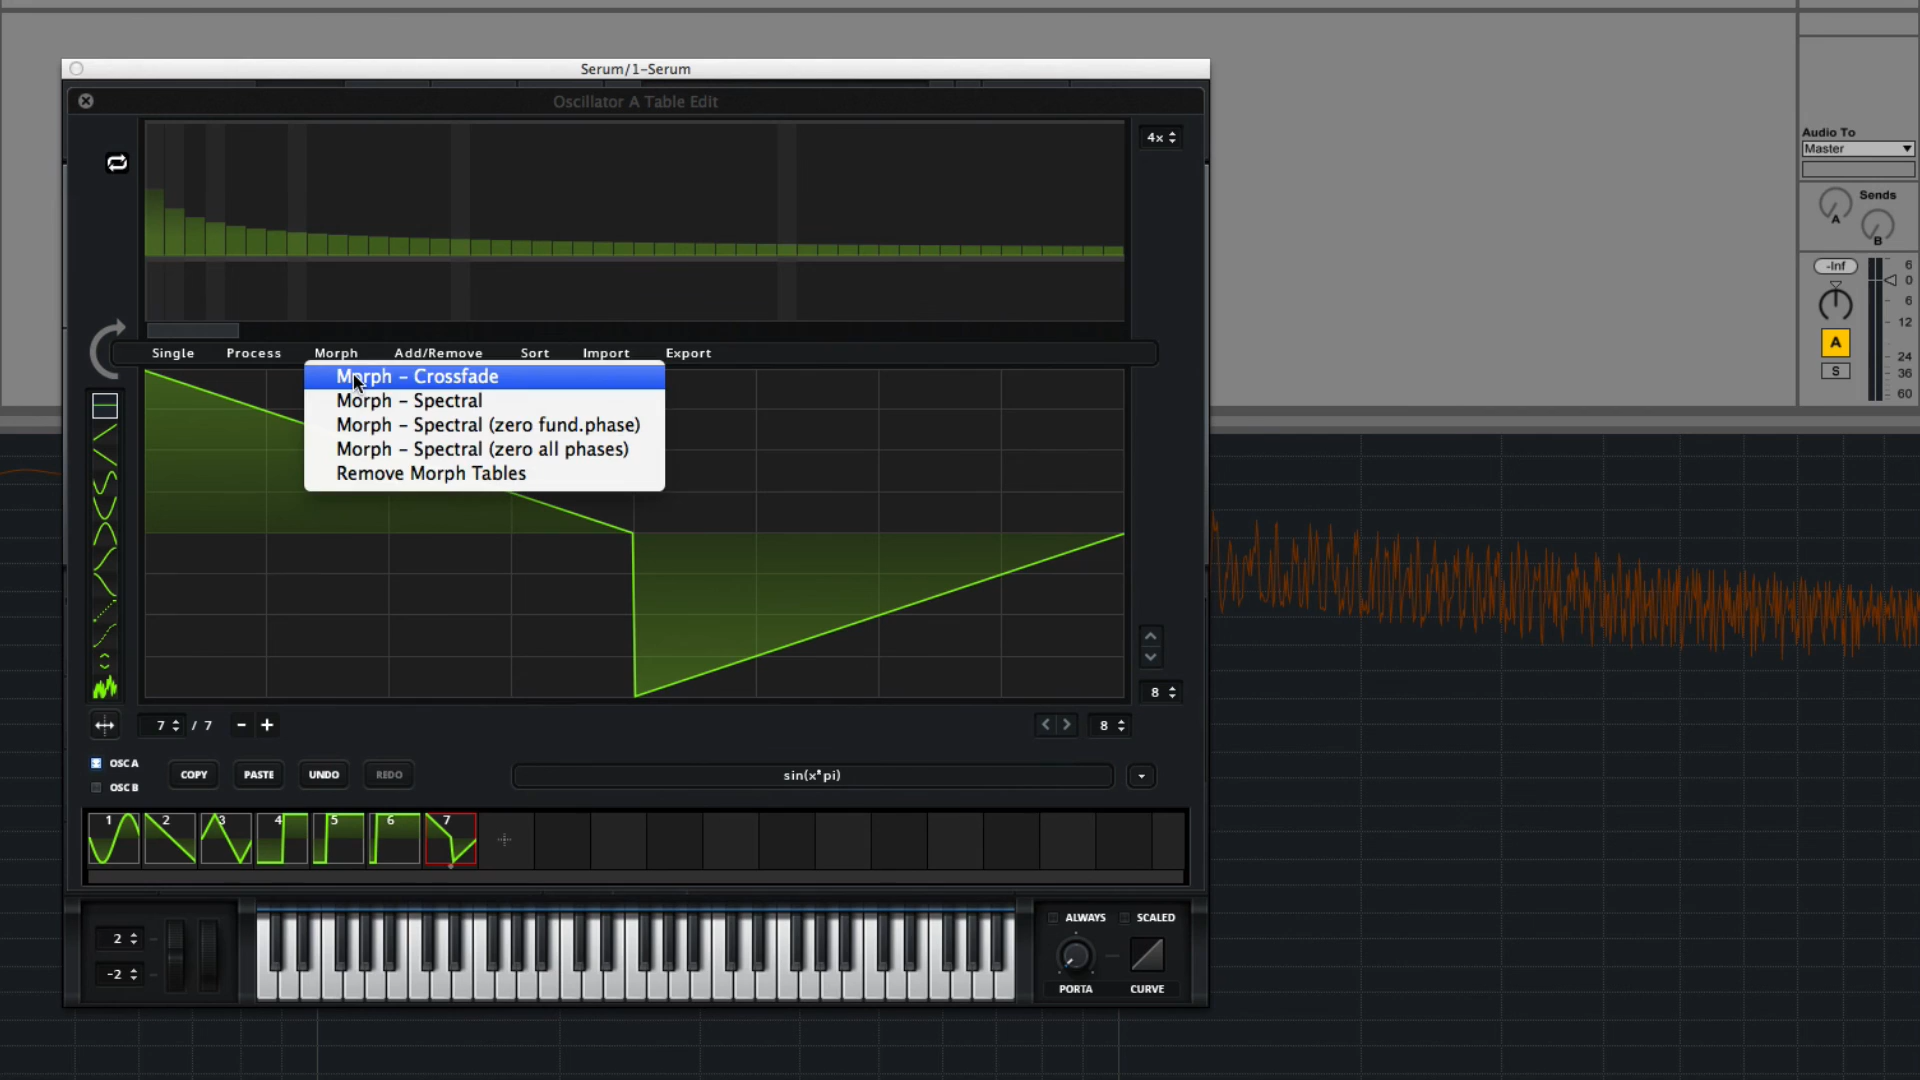 Serum/1-Serum
Oscillator A Table Edit
4x
Single Process Morph Add/Remove Sort Import Export
Morph – Crossfade
Morph – Spectral
Morph – Spectral (zero fund.phase)
Morph – Spectral (zero all phases)
Remove Morph Tables
8
7 / 7 - +
< > 8
OSC A
OSC B
COPY PASTE UNDO REDO
sin(x*pi)
1 2 3 4 5 6 7
2
-2
ALWAYS SCALED
PORTA CURVE
Audio To
Master
Sends
A
B
-Inf
6
0
6
12
24
36
60
A
S